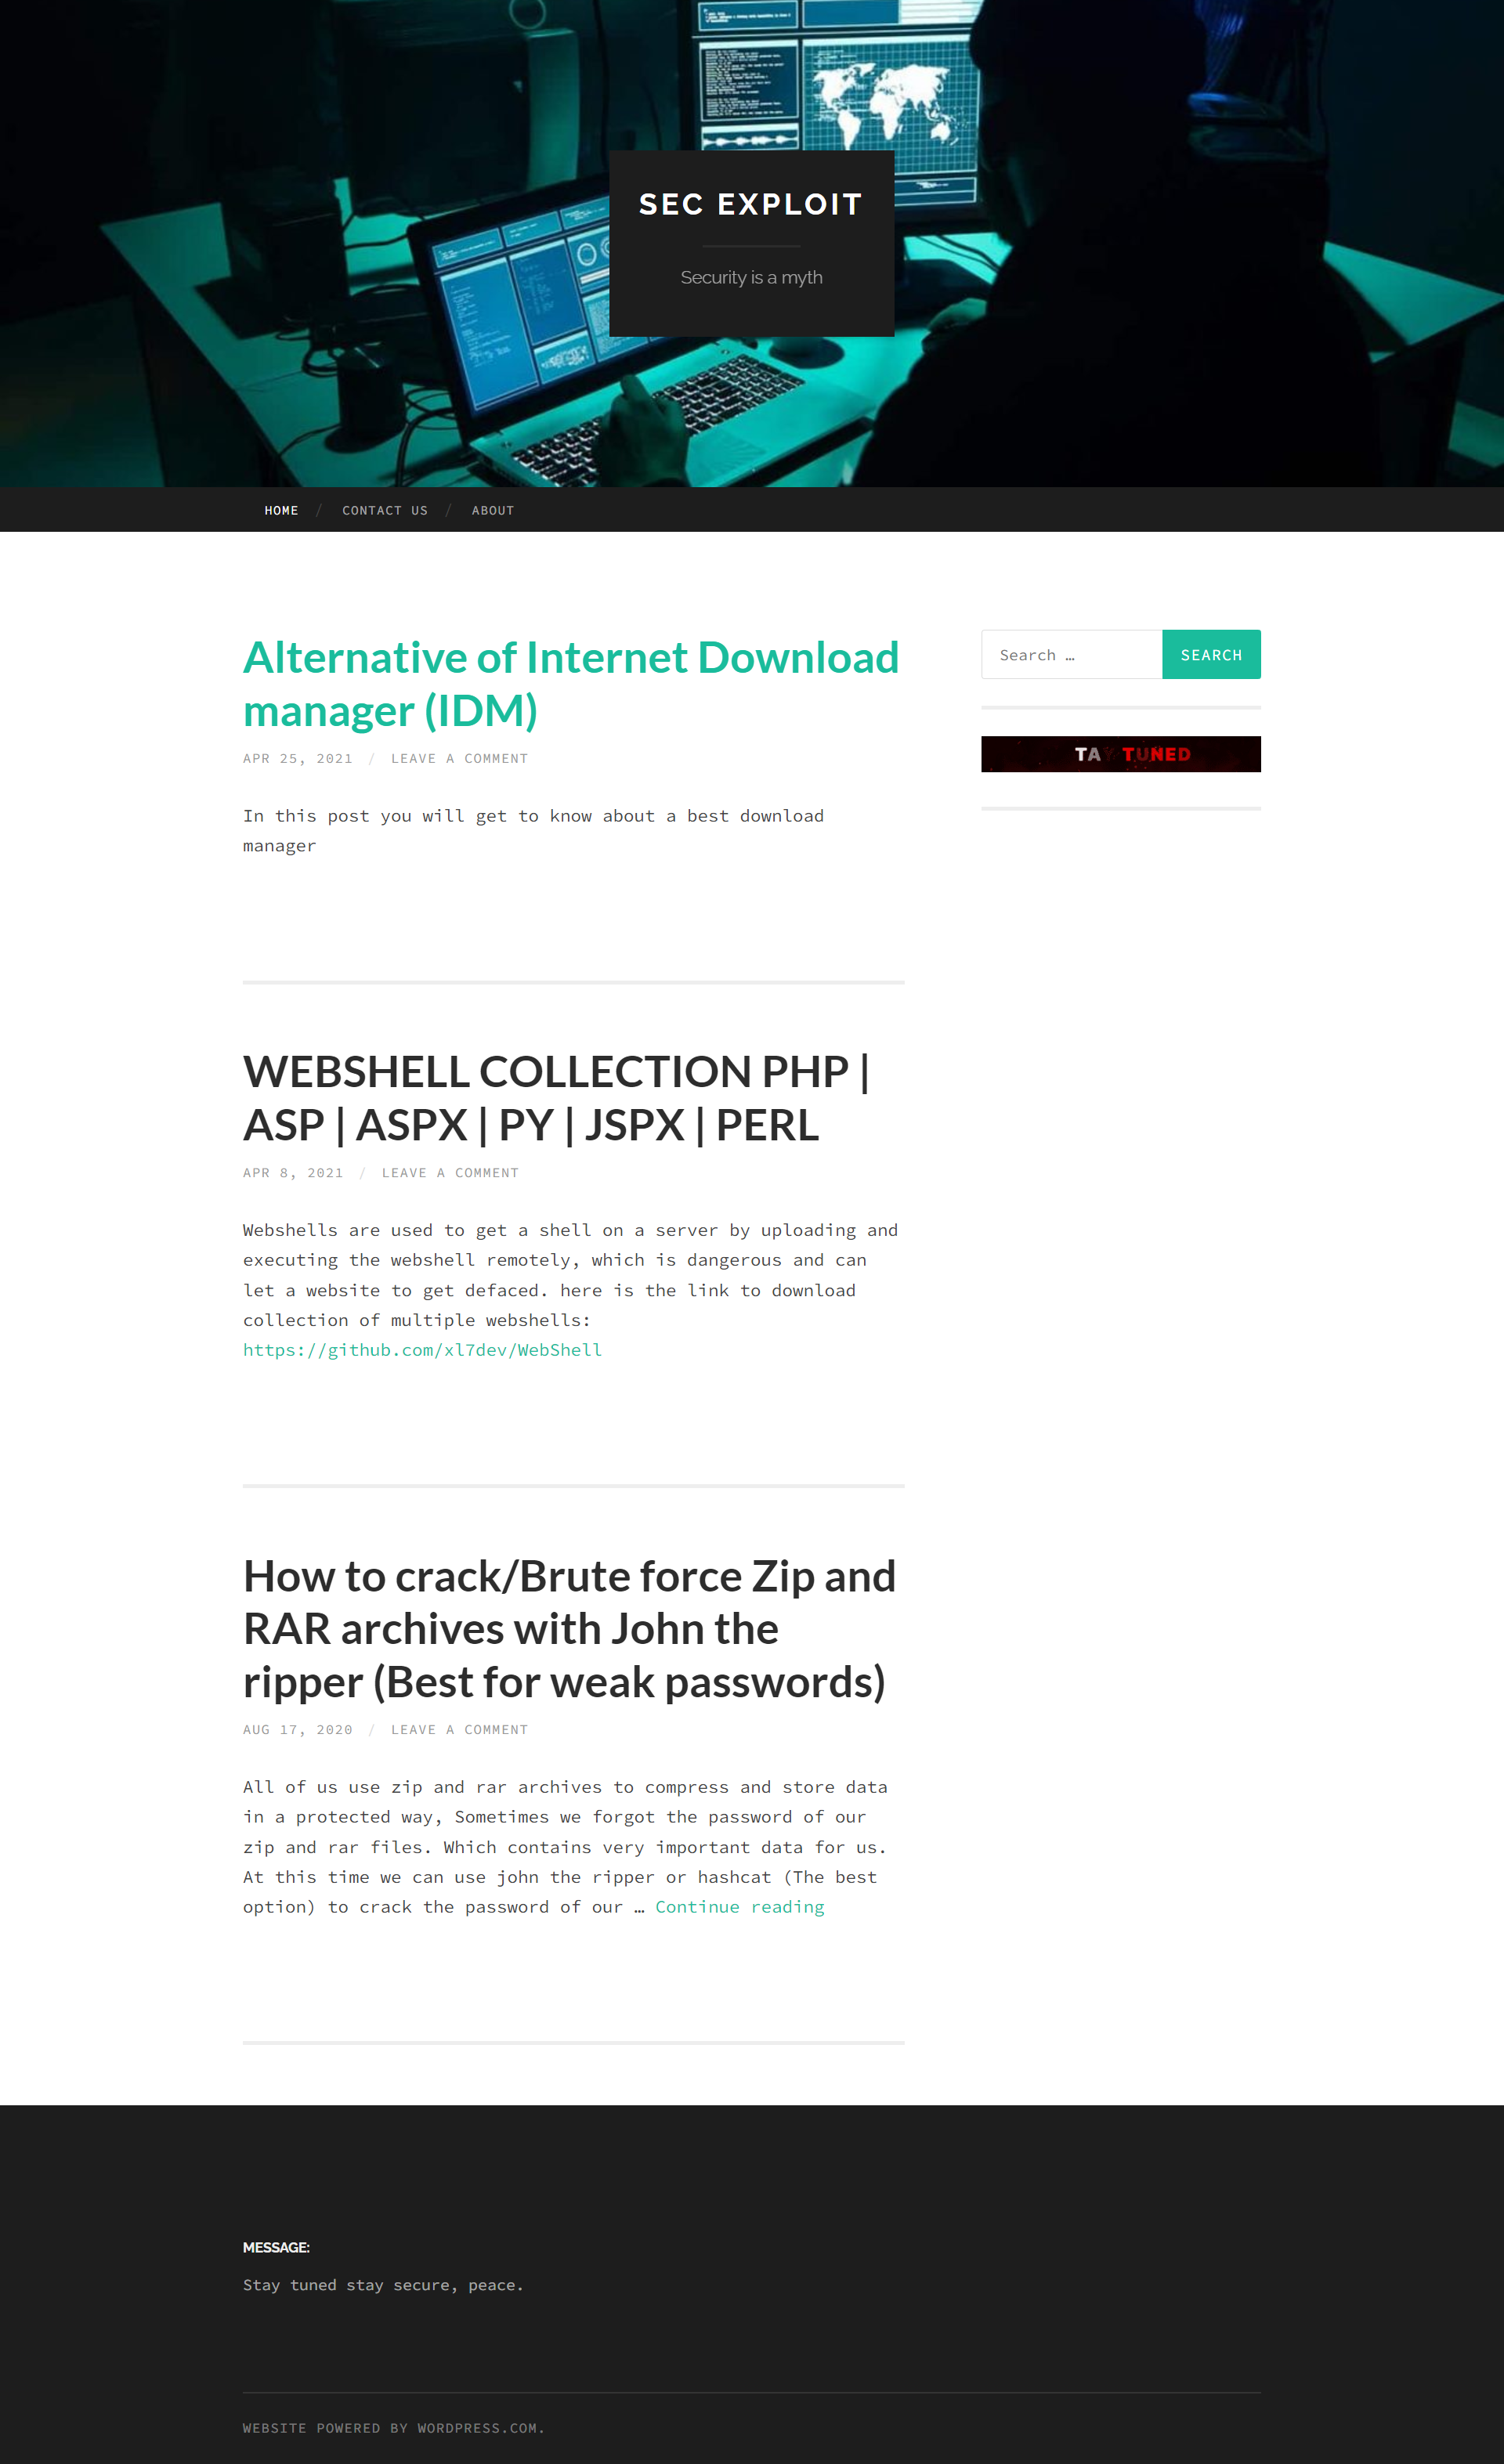 SEC EXPLOIT
Security is a myth
HOME / CONTACT US / ABOUT
Alternative of Internet Download
manager (IDM)
APR 25, 2021 / LEAVE A COMMENT
In this post you will get to know about a best download
manager
WEBSHELL COLLECTION PHP |
ASP | ASPX | PY | JSPX | PERL
APR 8, 2021 / LEAVE A COMMENT
Webshells are used to get a shell on a server by uploading and
executing the webshell remotely, which is dangerous and can
let a website to get defaced. here is the link to download
collection of multiple webshells:
https://github.com/xl7dev/WebShell
How to crack/Brute force Zip and
RAR archives with John the
ripper (Best for weak passwords)
AUG 17, 2020 / LEAVE A COMMENT
All of us use zip and rar archives to compress and store data
in a protected way, Sometimes we forgot the password of our
zip and rar files. Which contains very important data for us.
At this time we can use john the ripper or hashcat (The best
option) to crack the password of our … Continue reading
Search …
SEARCH
TAY TUNED
MESSAGE:
Stay tuned stay secure, peace.
WEBSITE POWERED BY WORDPRESS.COM.